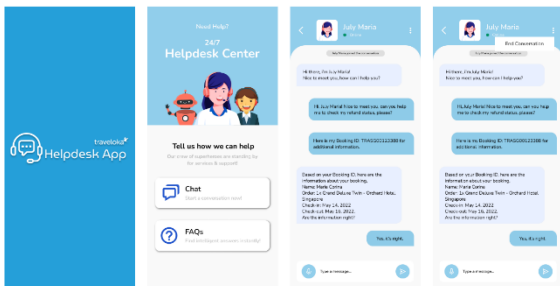 traveloka
Helpdesk App
Need Help?
24/7
Helpdesk Center
Tell us how we can help
Our crew of superheroes are standing by
for service & support!
Chat
Start a conversation now!
FAQs
Find intelligent answers instantly!
July Maria
Hi there, I'm July Maria!
Nice to meet you, how can I help you?
Hi, July Maria! Nice to meet you, can you help
me to check my refund status, please?
Here is my Booking ID: for
additional information.
Based on your Booking ID, here are the
information about your booking.
Name: Maria Corina
Order: 1x Grand Deluxe Twin - Orchard Hotel,
Singapore
Check-in: May 14, 2022
Check-out: May 16, 2022.
Are the information right?
Yes, it's right.
Type a message...
July Maria
End Conversation
Hi there, I'm July Maria!
Nice to meet you, how can I help you?
Hi, July Maria! Nice to meet you, can you help
me to check my refund status, please?
Here is my Booking ID: for
additional information.
Based on your Booking ID, here are the
information about your booking.
Name: Maria Corina
Order: 1x Grand Deluxe Twin - Orchard Hotel,
Singapore
Check-in: May 14, 2022
Check-out: May 16, 2022.
Are the information right?
Yes, it's right.
Type a message...